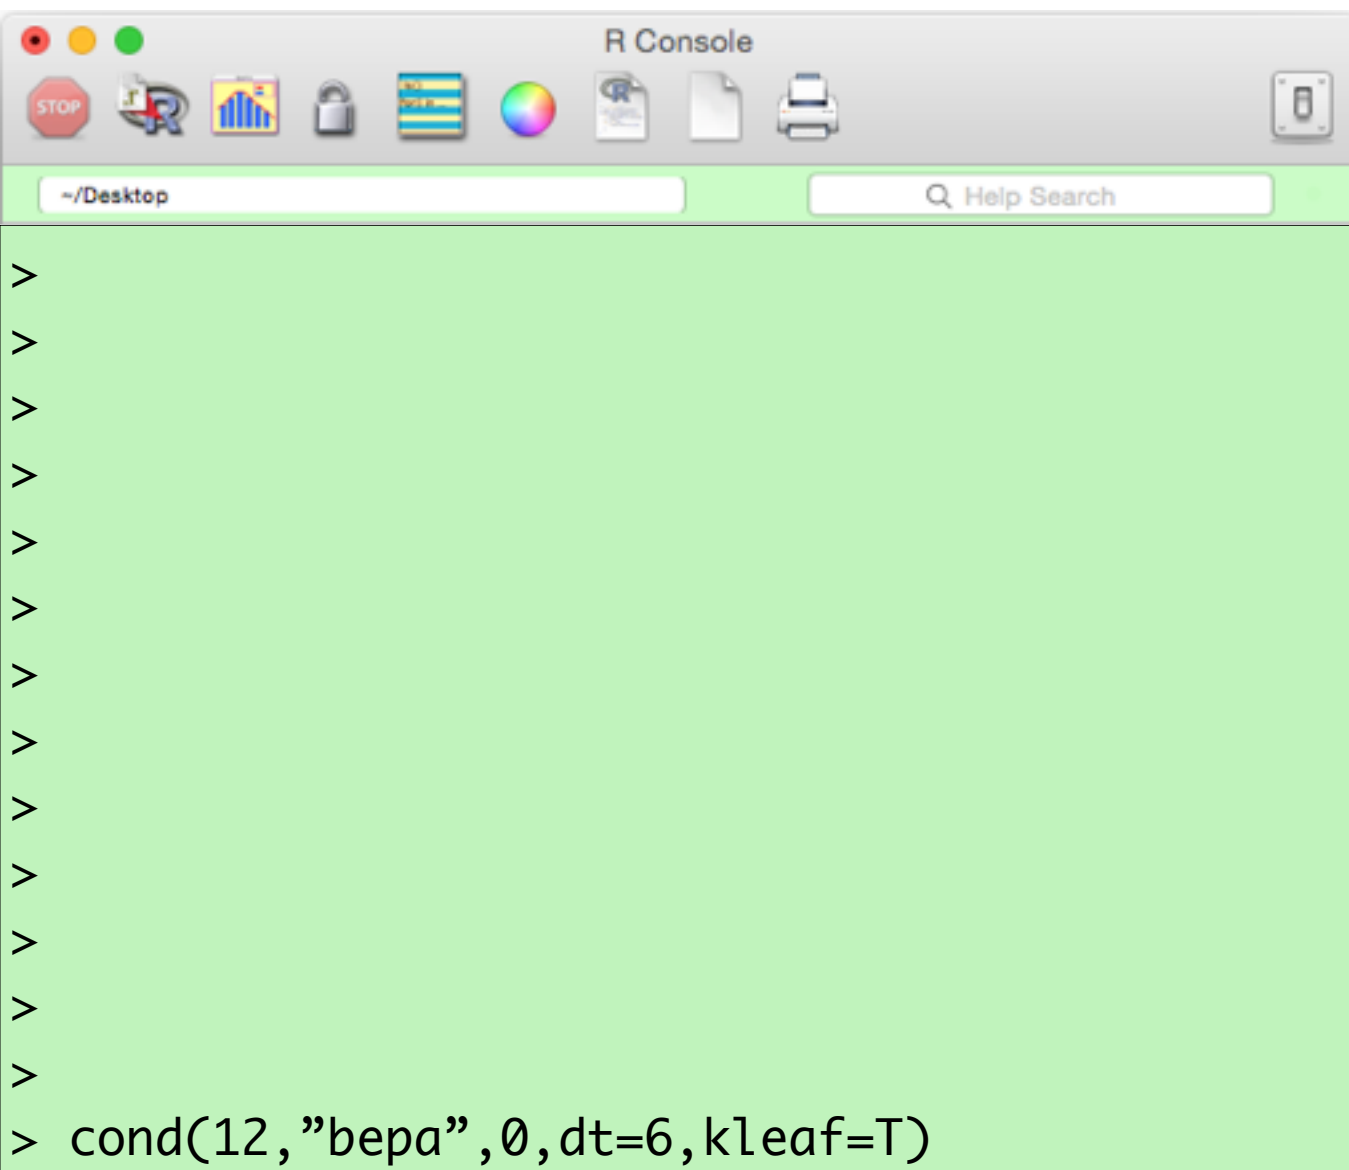 R Console
STOP
R
R
~/Desktop
Help Search
>
>
>
>
>
>
>
>
>
>
>
>
>
> cond(12,”bepa”,0,dt=6,kleaf=T)